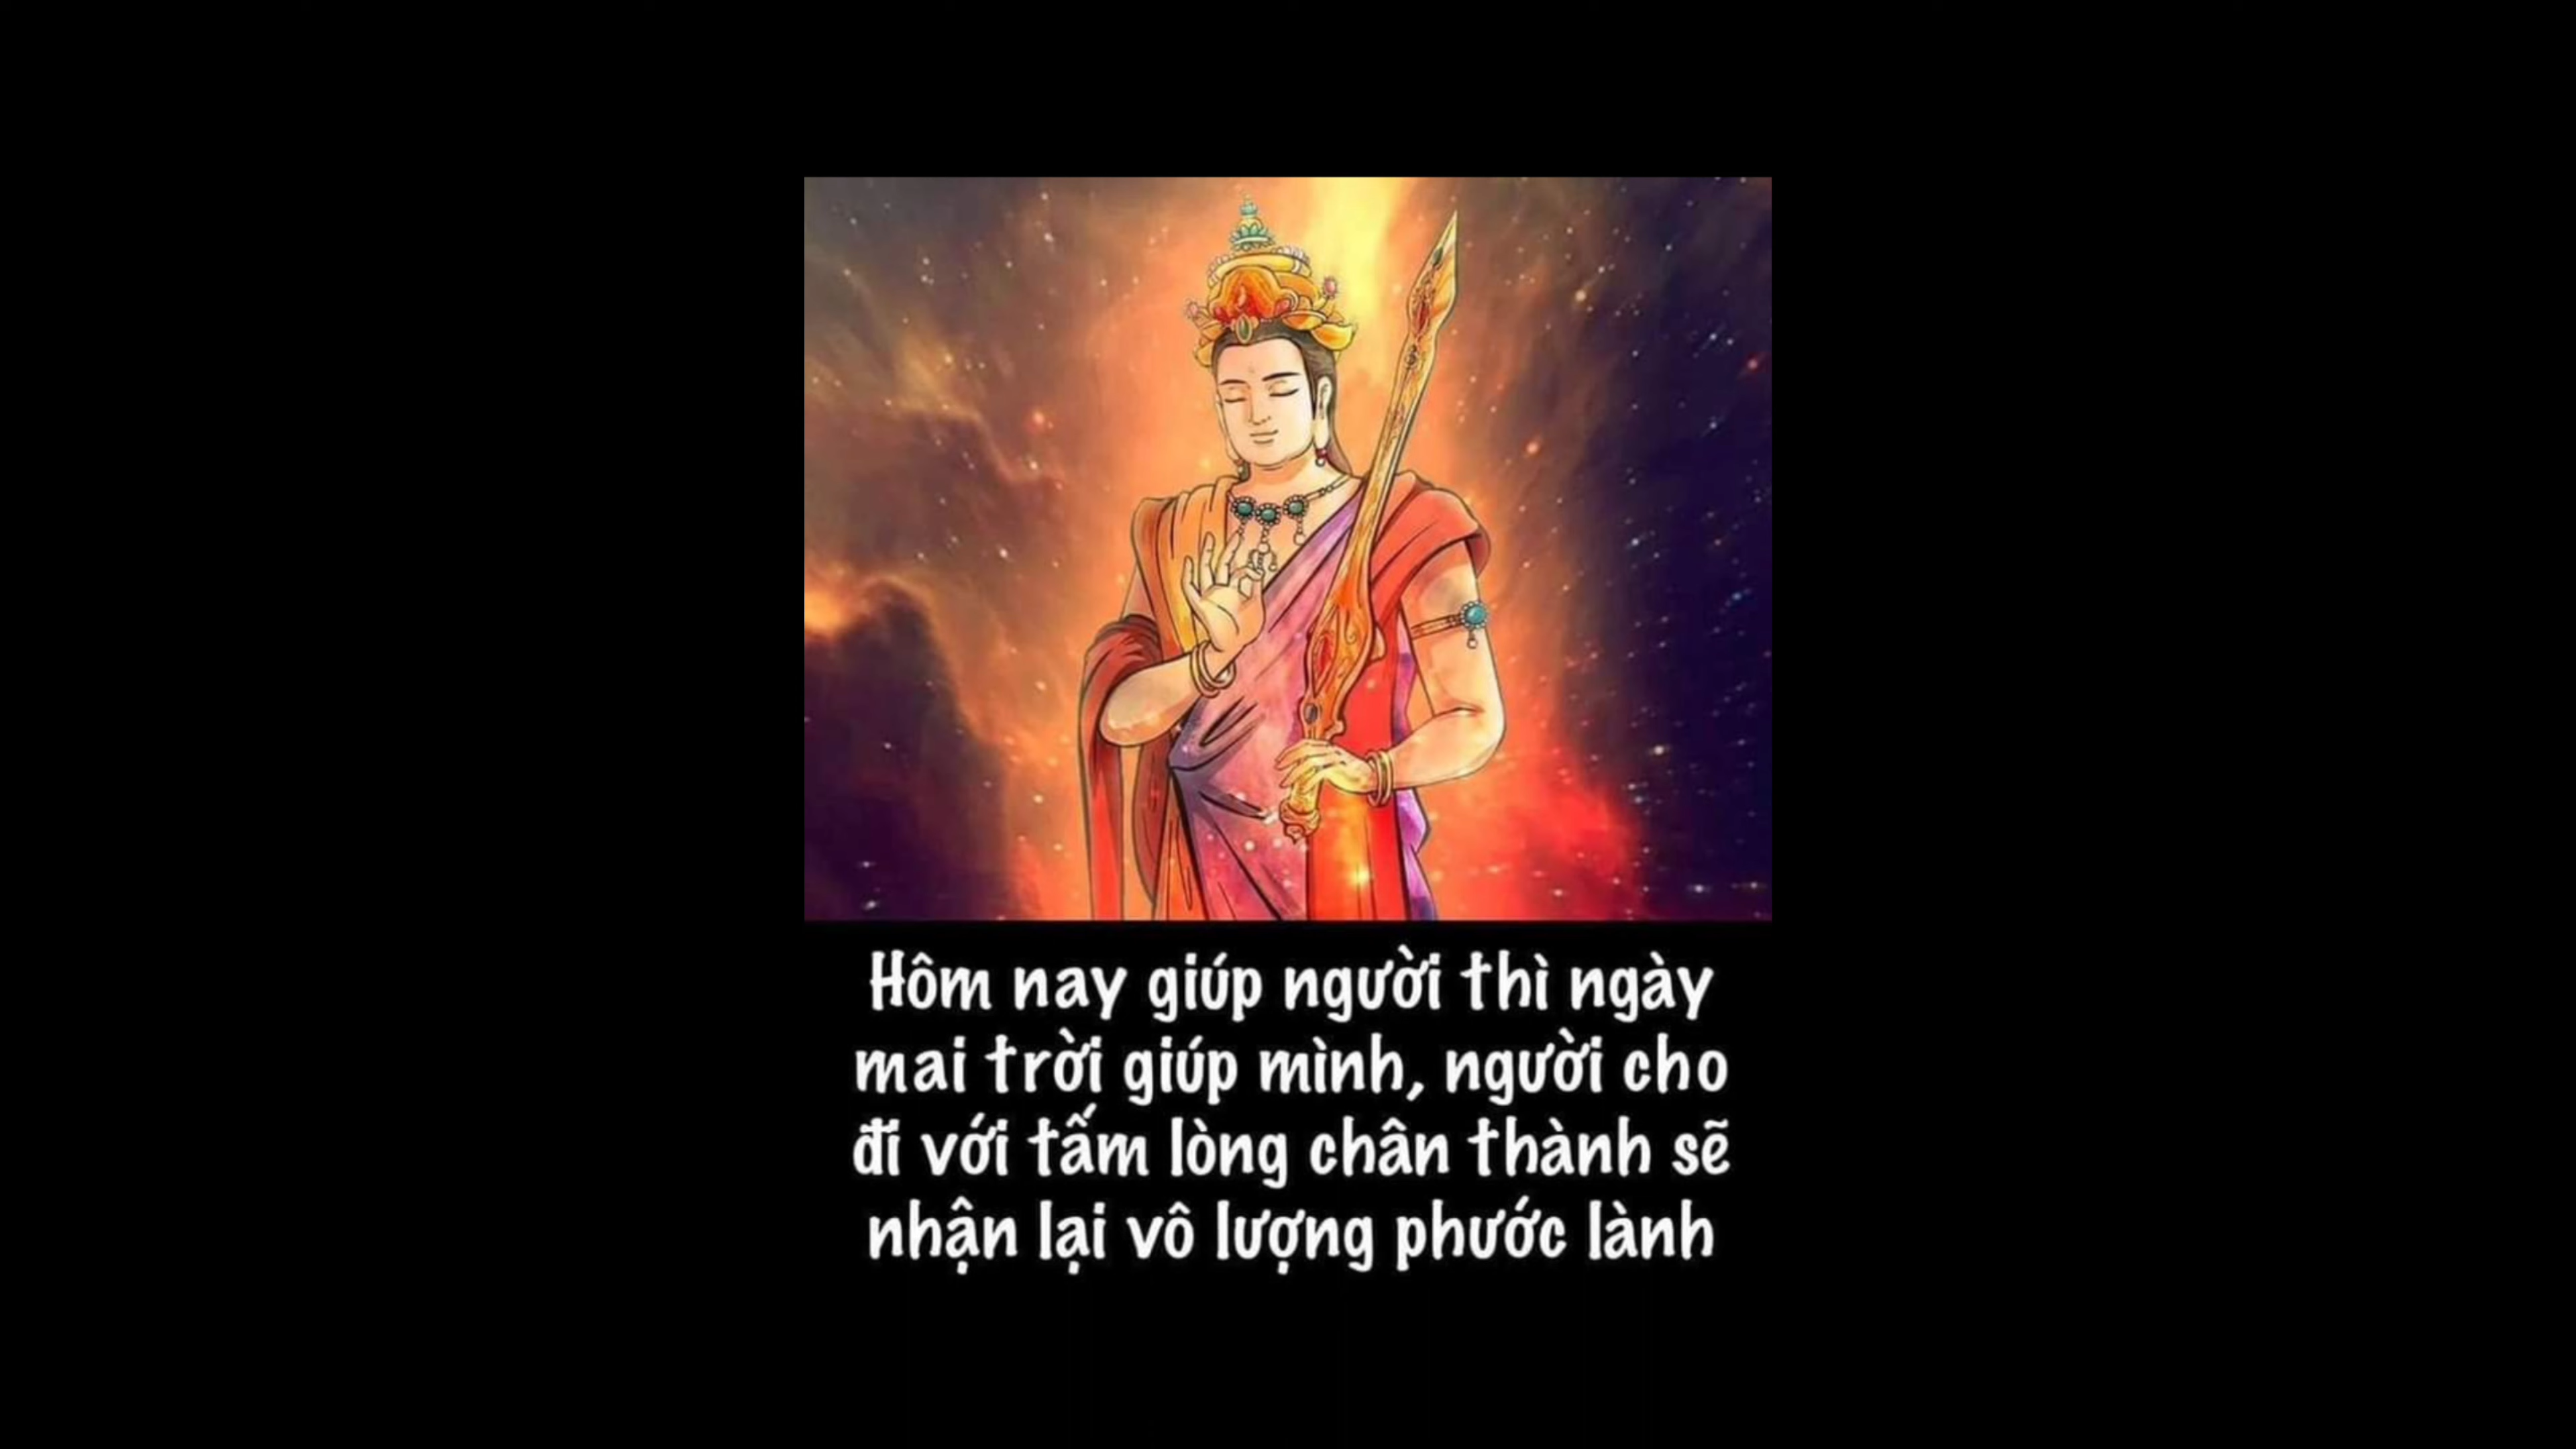 Hôm nay giúp người thì ngày
mai trời giúp mình, người cho
đi với tấm lòng chân thành sẽ
nhận lại vô lượng phước lành